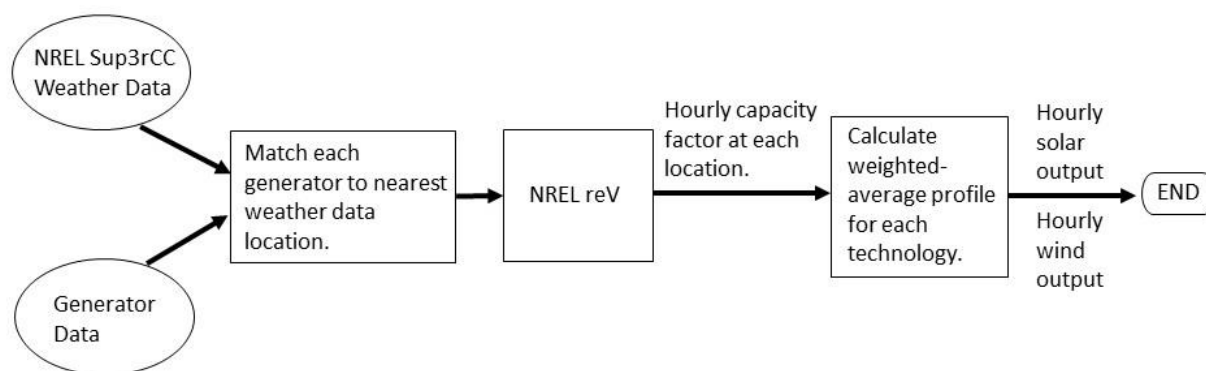 NREL Sup3rCC
Weather Data
Generator
Data
Match each
generator to nearest
weather data
location.
NREL reV
Hourly capacity
factor at each
location.
Calculate
weighted-
average profile
for each
technology.
Hourly
solar
output
Hourly
wind
output
END